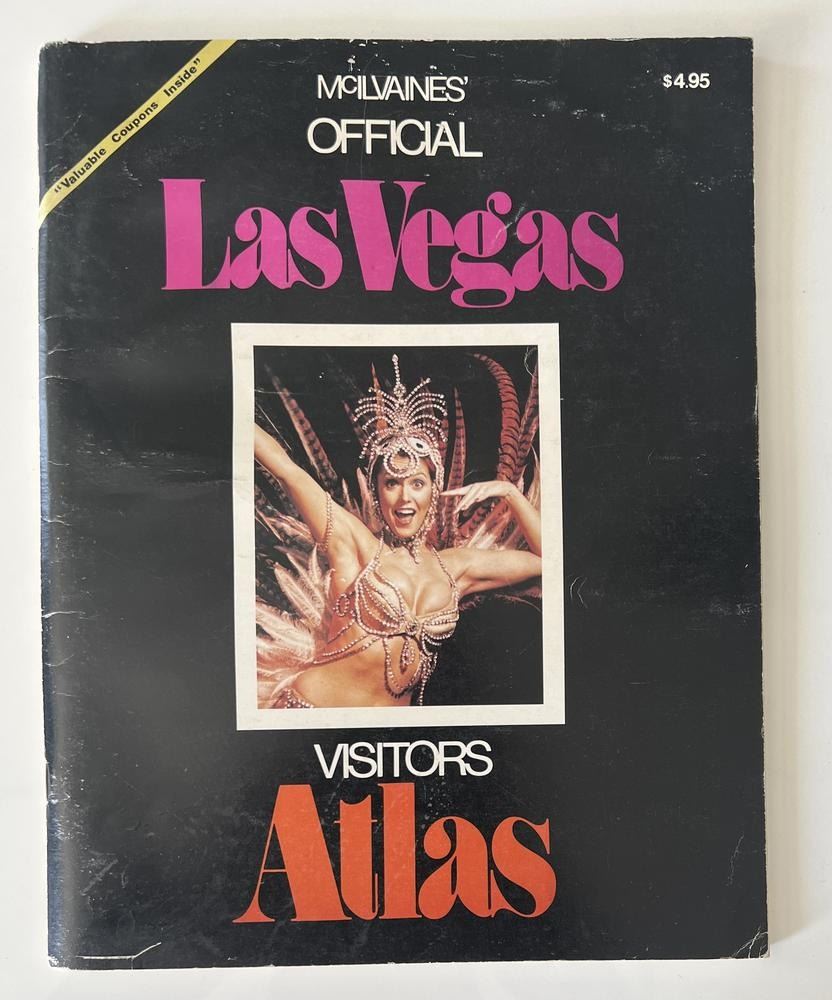 "Valuable Coupons Inside"
McILVAINES'
$4.95
OFFICIAL
Las Vegas
VISITORS
Atlas